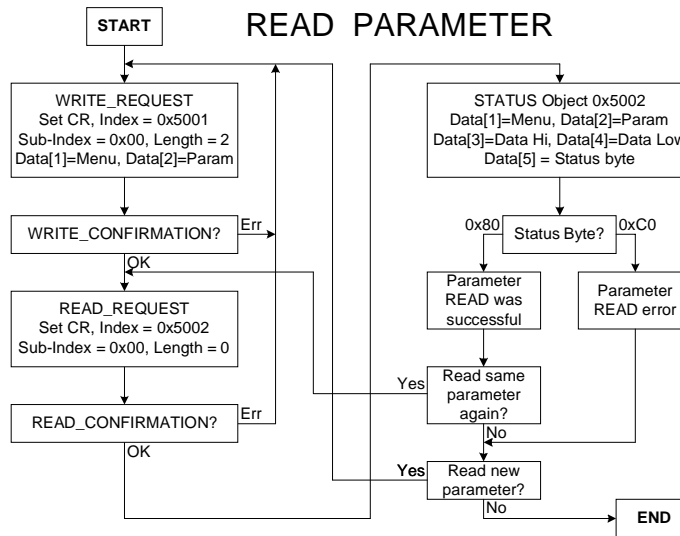 START
READ PARAMETER
WRITE_REQUEST
Set CR, Index = 0x5001
Sub-Index = 0x00, Length = 2
Data[1]=Menu, Data[2]=Param
WRITE_CONFIRMATION?
Err
OK
READ_REQUEST
Set CR, Index = 0x5002
Sub-Index = 0x00, Length = 0
READ_CONFIRMATION?
Err
OK
STATUS Object 0x5002
Data[1]=Menu, Data[2]=Param
Data[3]=Data Hi, Data[4]=Data Low
Data[5] = Status byte
0x80
Status Byte?
0xC0
Parameter
READ was
successful
Parameter
READ error
Yes
Read same
parameter
again?
No
Yes
Read new
parameter?
No
END